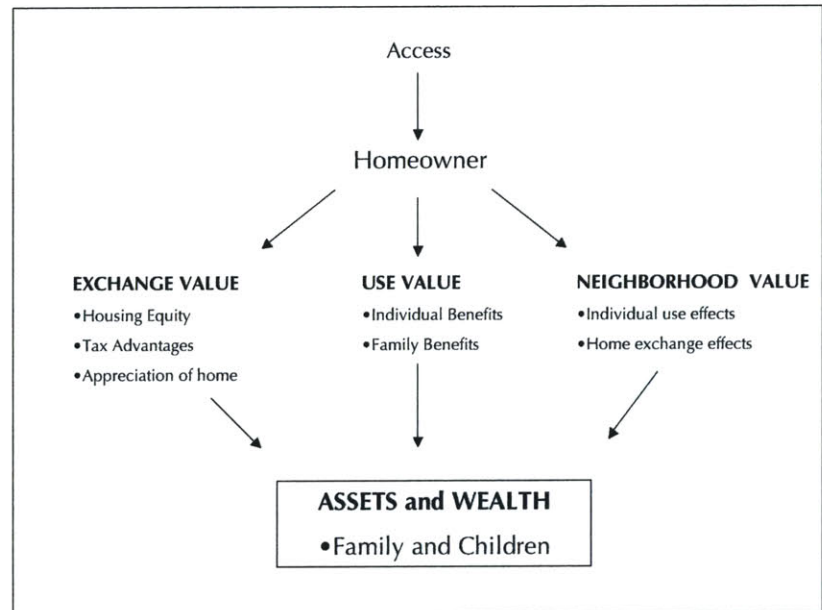 Access
Homeowner
EXCHANGE VALUE
•Housing Equity
•Tax Advantages
•Appreciation of home
USE VALUE
•Individual Benefits
•Family Benefits
NEIGHBORHOOD VALUE
•Individual use effects
•Home exchange effects
ASSETS and WEALTH
•Family and Children